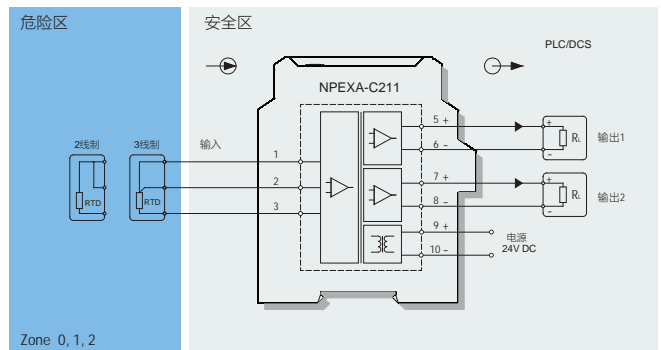 危险区
安全区
PLC/DCS
NPEXA-C211
2线制
3线制
输入
RTD
RTD
1
2
3
5 +
6 -
7 +
8 -
9 +
10 -
+
RL
-
输出1
+
RL
-
输出2
电源
24V DC
Zone 0,1,2